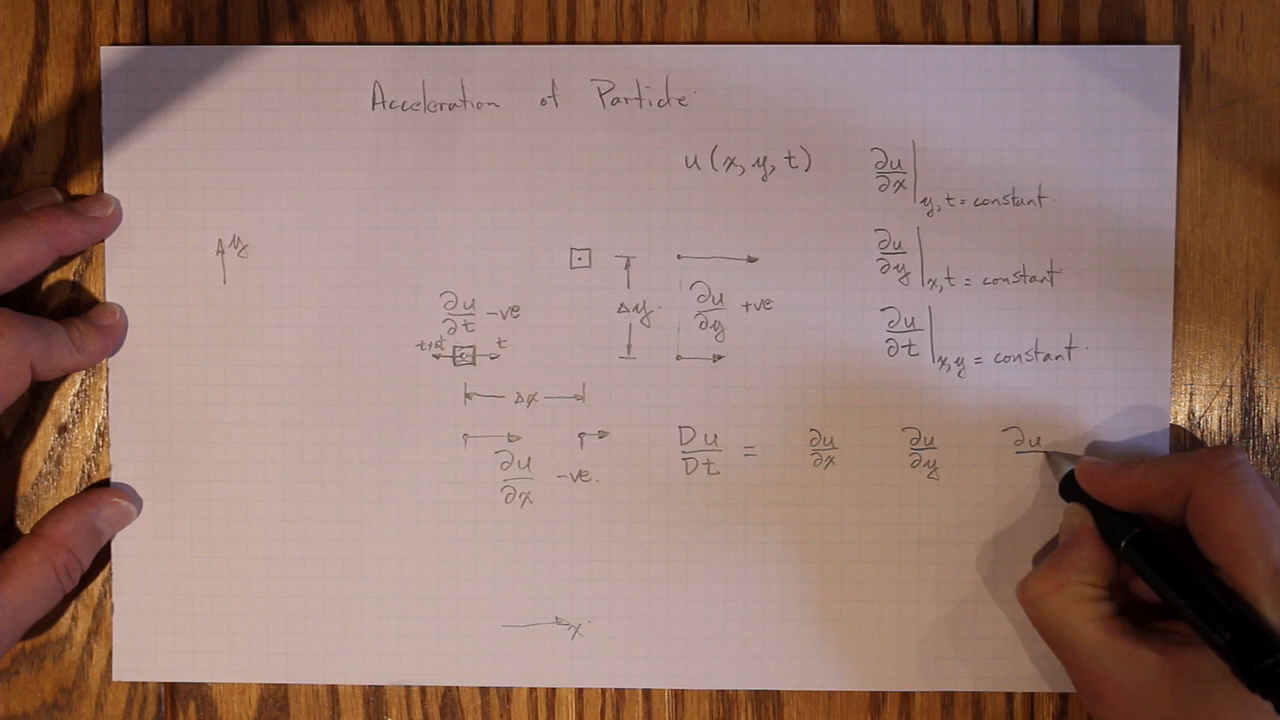 Acceleration of Particle
u (x, y, t)
∂u/∂x | y, t = constant
y
∂u/∂y | x, t = constant
Δy
∂u/∂y +ve
∂u/∂t -ve
∂u/∂t | x, y = constant
t+dt
t
Δx
∂u/∂x -ve.
Du/Dt = ∂u/∂x ∂u/∂y ∂u
x